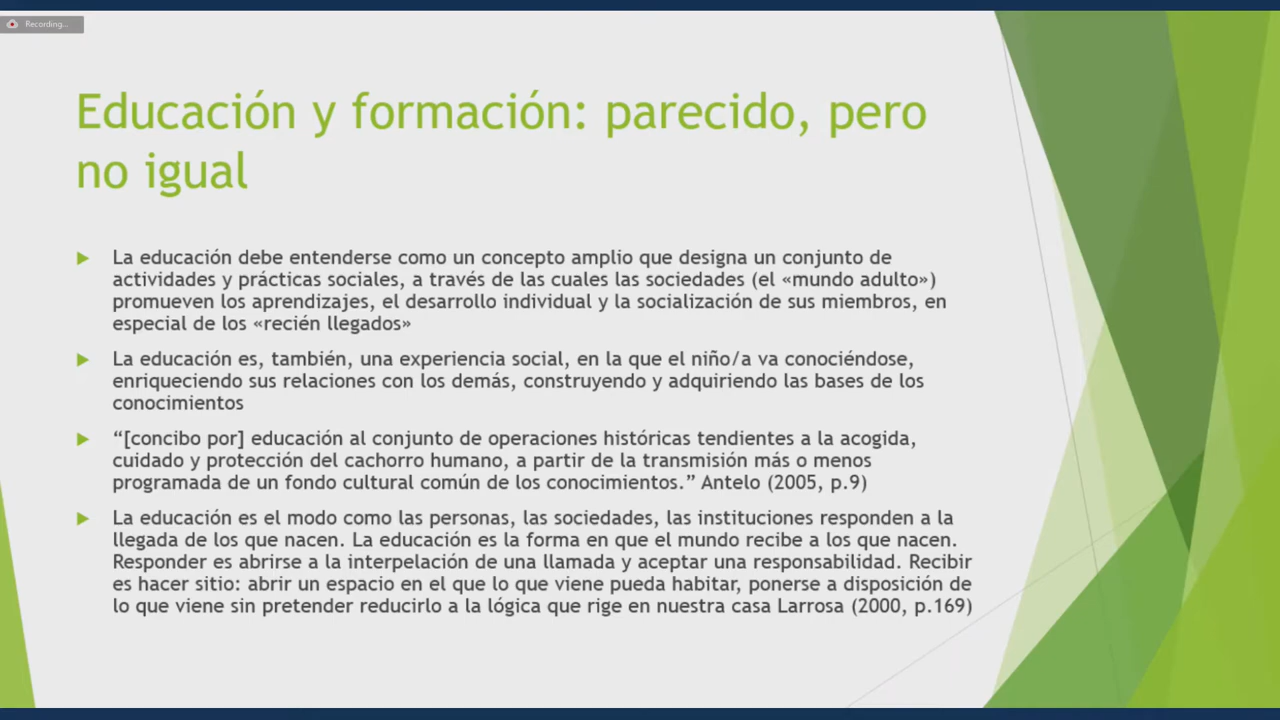 Recording...
Educación y formación: parecido, pero
no igual
La educación debe entenderse como un concepto amplio que designa un conjunto de
actividades y prácticas sociales, a través de las cuales las sociedades (el «mundo adulto»)
promueven los aprendizajes, el desarrollo individual y la socialización de sus miembros, en
especial de los «recién llegados»
La educación es, también, una experiencia social, en la que el niño/a va conociéndose,
enriqueciendo sus relaciones con los demás, construyendo y adquiriendo las bases de los
conocimientos
“[concibo por] educación al conjunto de operaciones históricas tendientes a la acogida,
cuidado y protección del cachorro humano, a partir de la transmisión más o menos
programada de un fondo cultural común de los conocimientos.” Antelo (2005, p.9)
La educación es el modo como las personas, las sociedades, las instituciones responden a la
llegada de los que nacen. La educación es la forma en que el mundo recibe a los que nacen.
Responder es abrirse a la interpelación de una llamada y aceptar una responsabilidad. Recibir
es hacer sitio: abrir un espacio en el que lo que viene pueda habitar, ponerse a disposición de
lo que viene sin pretender reducirlo a la lógica que rige en nuestra casa Larrosa (2000, p.169)